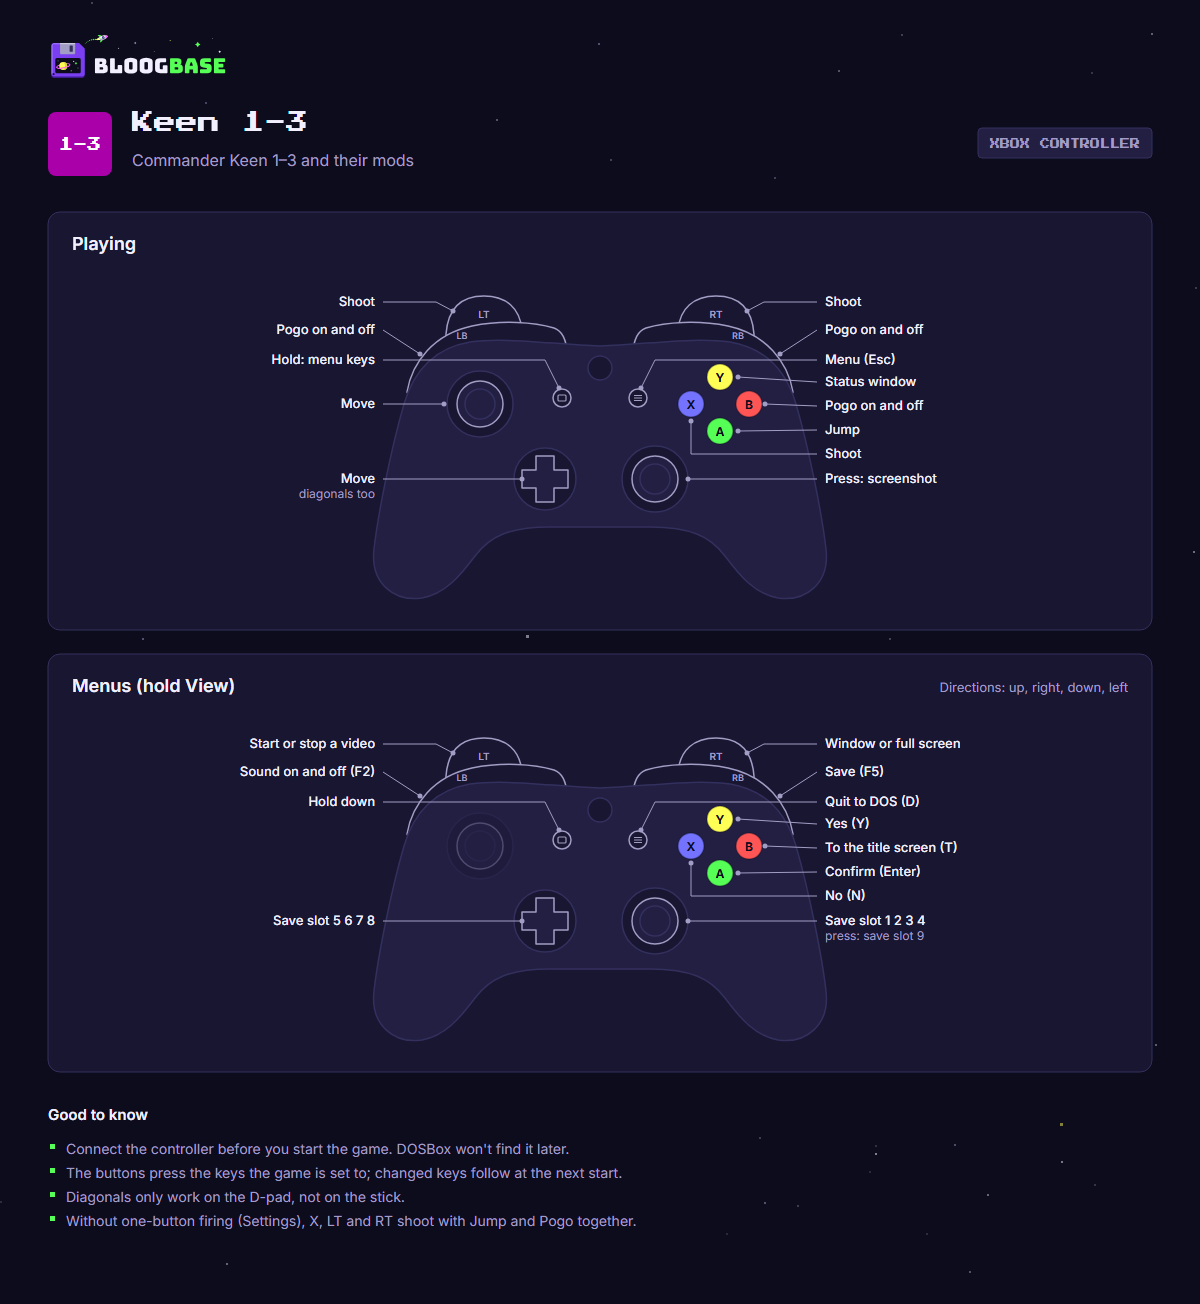 BLOOGBASE
1-3
Keen 1-3
Commander Keen 1–3 and their mods
XBOX CONTROLLER
Playing
Shoot
LT
RT
Shoot
Pogo on and off
LB
RB
Pogo on and off
Hold: menu keys
Menu (Esc)
Y
Status window
Move
X
B
Pogo on and off
A
Jump
Shoot
Move
diagonals too
Press: screenshot
Menus (hold View)
Directions: up, right, down, left
Start or stop a video
LT
RT
Window or full screen
Sound on and off (F2)
LB
RB
Save (F5)
Hold down
Quit to DOS (D)
Y
Yes (Y)
X
B
To the title screen (T)
A
Confirm (Enter)
No (N)
Save slot 5 6 7 8
Save slot 1 2 3 4
press: save slot 9
Good to know
Connect the controller before you start the game. DOSBox won't find it later.
The buttons press the keys the game is set to; changed keys follow at the next start.
Diagonals only work on the D-pad, not on the stick.
Without one-button firing (Settings), X, LT and RT shoot with Jump and Pogo together.